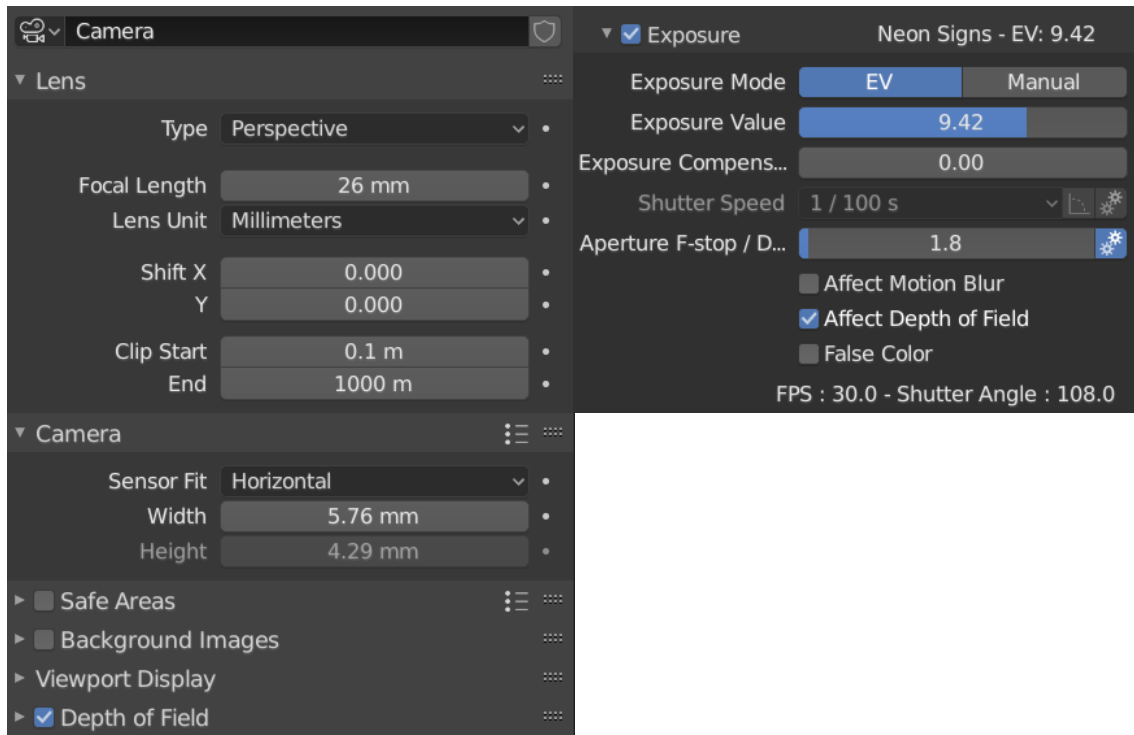 Camera
Lens
Type Perspective
Focal Length 26 mm
Lens Unit Millimeters
Shift X 0.000
Y 0.000
Clip Start 0.1 m
End 1000 m
Camera
Sensor Fit Horizontal
Width 5.76 mm
Height 4.29 mm
Safe Areas
Background Images
Viewport Display
Depth of Field
Exposure Neon Signs - EV: 9.42
Exposure Mode EV Manual
Exposure Value 9.42
Exposure Compens... 0.00
Shutter Speed 1 / 100 s
Aperture F-stop / D... 1.8
Affect Motion Blur
Affect Depth of Field
False Color
FPS : 30.0 - Shutter Angle : 108.0